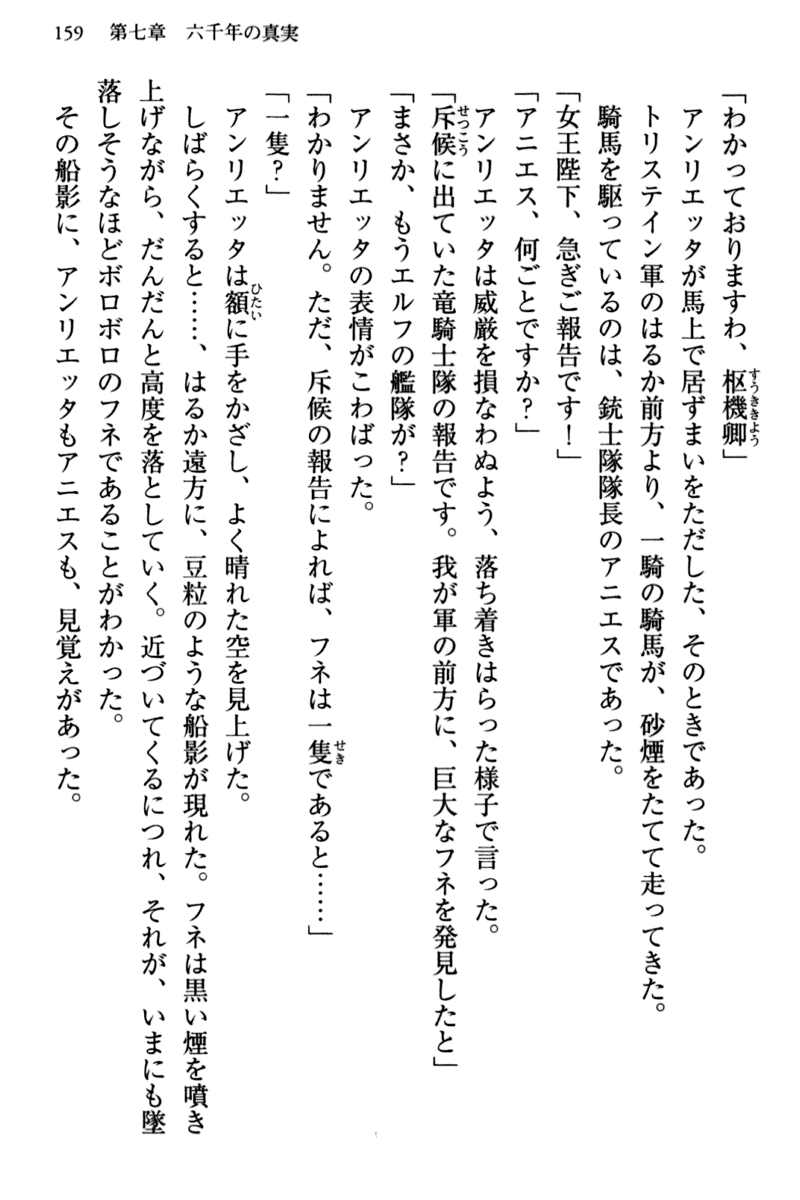 159　第七章　六千年の真実
「わかっておりますわ、枢機卿」
　アンリエッタが馬上で居ずまいをただした、そのときであった。
　トリステイン軍のはるか前方より、一騎の騎馬が、砂煙をたてて走ってきた。
　騎馬を駆っているのは、銃士隊隊長のアニエスであった。
「女王陛下、急ぎご報告です！」
「アニエス、何ごとですか？」
　アンリエッタは威厳を損なわぬよう、落ち着きはらった様子で言った。
「斥候に出ていた竜騎士隊の報告です。我が軍の前方に、巨大なフネを発見したと」
「まさか、もうエルフの艦隊が？」
　アンリエッタの表情がこわばった。
「わかりません。ただ、斥候の報告によれば、フネは一隻であると……」
「一隻？」
　アンリエッタは額に手をかざし、よく晴れた空を見上げた。
　しばらくすると……、はるか遠方に、豆粒のような船影が現れた。フネは黒い煙を噴き
上げながら、だんだんと高度を落としていく。近づいてくるにつれ、それが、いまにも墜
落しそうなほどボロボロのフネであることがわかった。
　その船影に、アンリエッタもアニエスも、見覚えがあった。